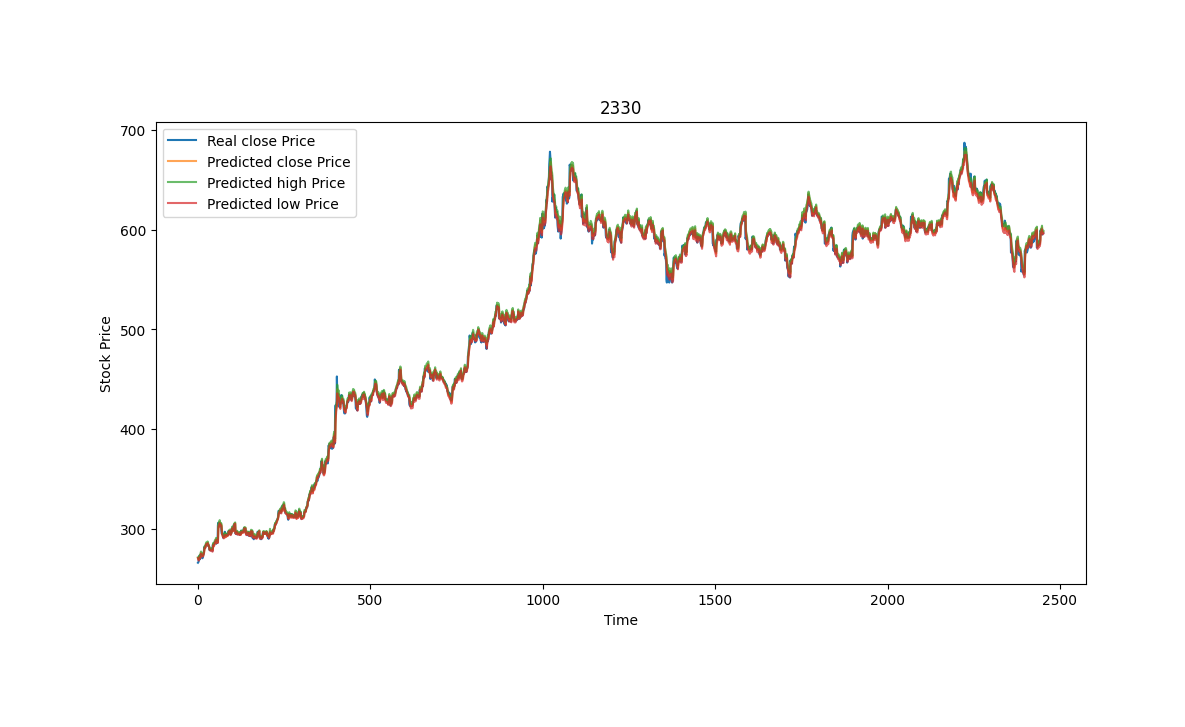 2330
Real close Price
Predicted close Price
Predicted high Price
Predicted low Price
700
600
500
400
300
Stock Price
0 500 1000 1500 2000 2500
Time